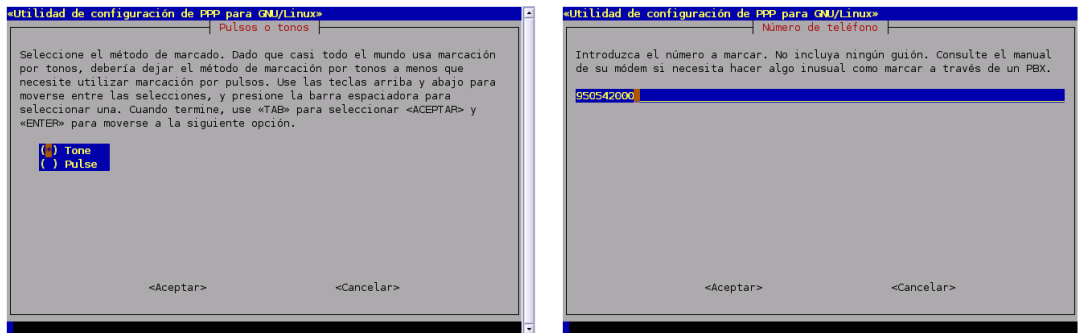 «Utilidad de configuración de PPP para GNU/Linux»
Pulsos o tonos
Seleccione el método de marcado. Dado que casi todo el mundo usa marcación
por tonos, debería dejar el método de marcación por tonos a menos que
necesite utilizar marcación por pulsos. Use las teclas arriba y abajo para
moverse entre las selecciones, y presione la barra espaciadora para
seleccionar una. Cuando termine, use «TAB» para seleccionar <ACEPTAR> y
«ENTER» para moverse a la siguiente opción.
(*) Tone
( ) Pulse
<Aceptar> <Cancelar>
«Utilidad de configuración de PPP para GNU/Linux»
Número de teléfono
Introduzca el número a marcar. No incluya ningún guión. Consulte el manual
de su módem si necesita hacer algo inusual como marcar a través de un PBX.
950542000
<Aceptar> <Cancelar>